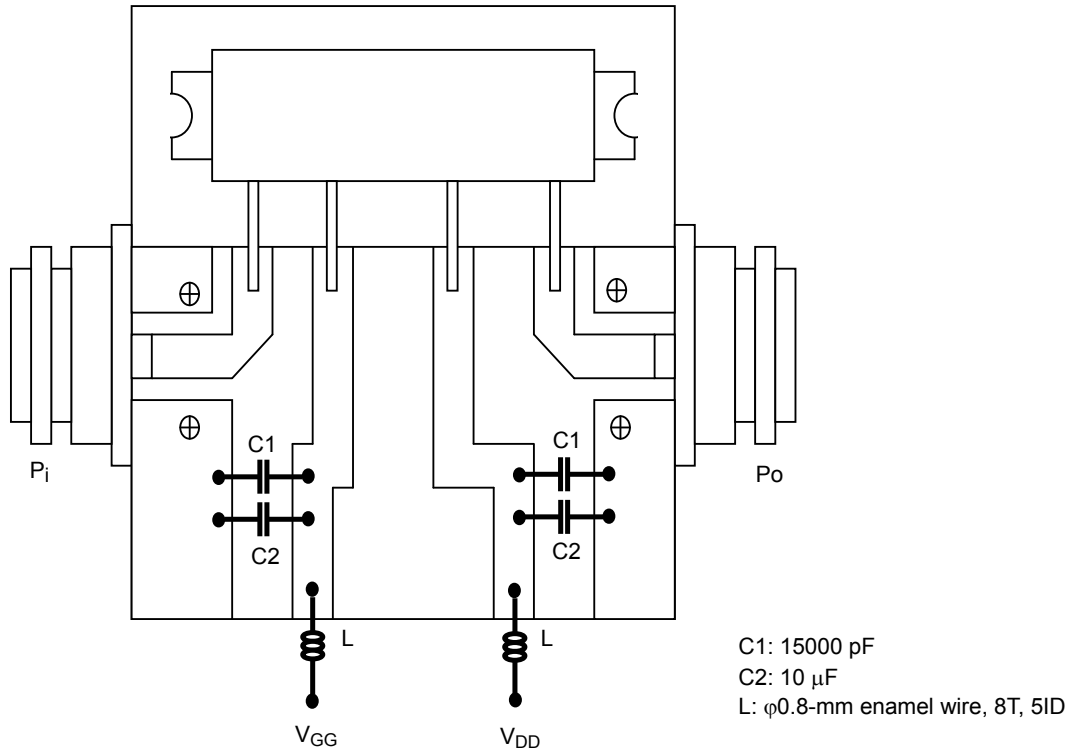 C1
C1
Pi
Po
C2
C2
L
L
C1: 15000 pF
C2: 10 μF
L: φ0.8-mm enamel wire, 8T, 5ID
VGG
VDD